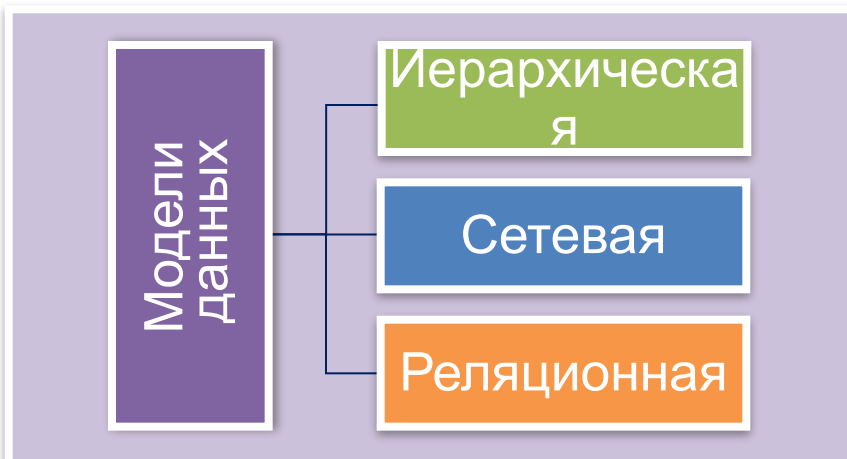 Модели
данных
Иерархическа
я
Сетевая
Реляционная